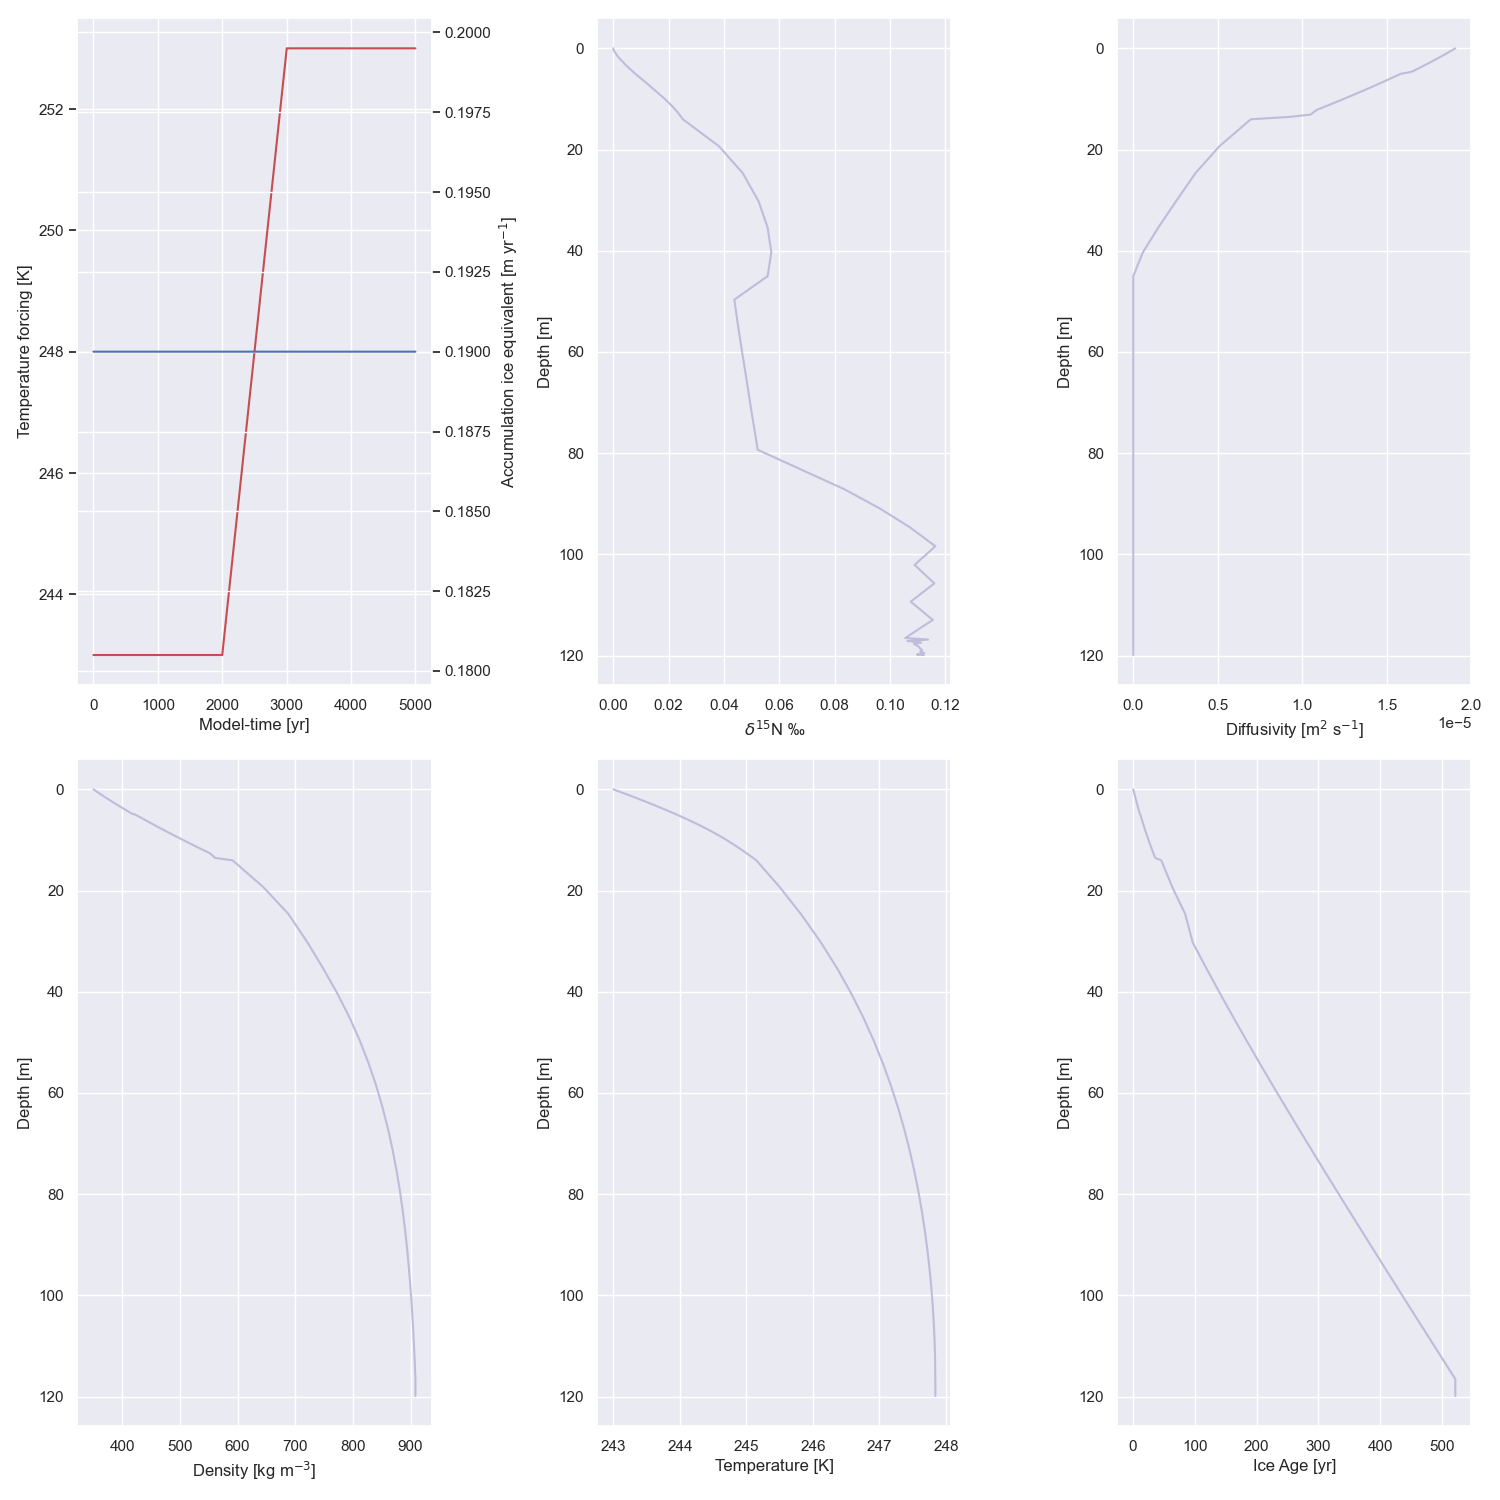 Temperature forcing [K]
252
250
248
246
244
0 1000 2000 3000 4000 5000
Model-time [yr]
0.2000
0.1975
0.1950
0.1925
0.1900
0.1875
0.1850
0.1825
0.1800
Accumulation ice equivalent [m yr⁻¹]
Depth [m]
0
20
40
60
80
100
120
0.00 0.02 0.04 0.06 0.08 0.10 0.12
δ¹⁵N ‰
Depth [m]
0
20
40
60
80
100
120
0.0 0.5 1.0 1.5 2.0
1e−5
Diffusivity [m² s⁻¹]
Depth [m]
0
20
40
60
80
100
120
400 500 600 700 800 900
Density [kg m⁻³]
Depth [m]
0
20
40
60
80
100
120
243 244 245 246 247 248
Temperature [K]
Depth [m]
0
20
40
60
80
100
120
0 100 200 300 400 500
Ice Age [yr]